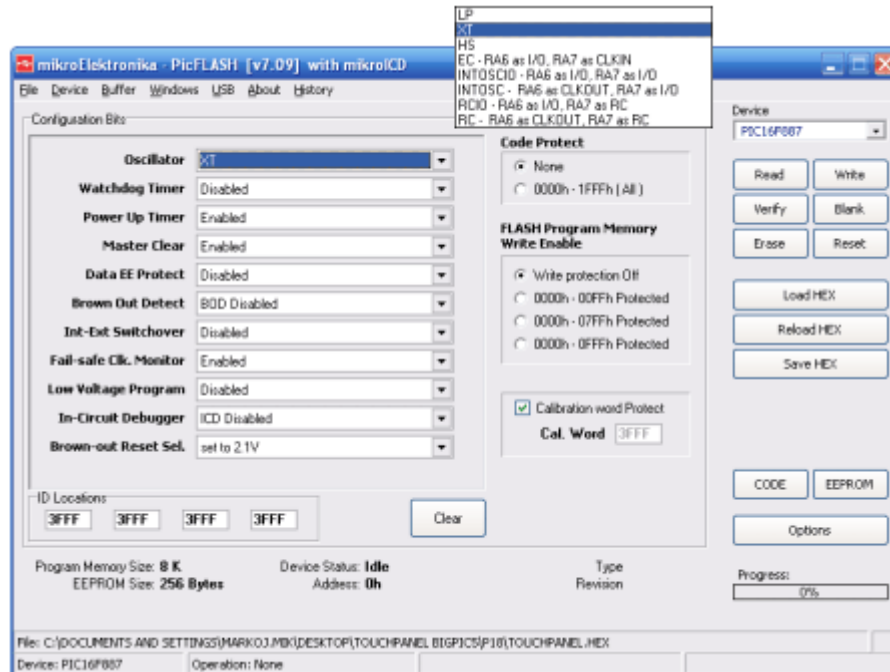 LP
XT
HS
EC - RA6 as I/O, RA7 as CLKIN
INTOSCIO - RA6 as I/O, RA7 as I/O
INTOSC - RA6 as CLKOUT, RA7 as I/O
RCIO - RA6 as I/O, RA7 as RC
RC - RA6 as CLKOUT, RA7 as RC
mikroElektronika - PicFLASH [v7.09] with mikroICD
File Device Buffer Windows USB About History
Configuration Bits
Oscillator XT
Watchdog Timer Disabled
Power Up Timer Enabled
Master Clear Enabled
Data EE Protect Disabled
Brown Out Detect BOD Disabled
Int-Ext Switchover Disabled
Fail-safe Clk. Monitor Enabled
Low Voltage Program Disabled
In-Circuit Debugger ICD Disabled
Brown-out Reset Sel. set to 2.1V
Code Protect
None
0000h - 1FFFh ( All )
FLASH Program Memory
Write Enable
Write protection Off
0000h - 00FFh Protected
0000h - 07FFh Protected
0000h - 0FFFh Protected
Calibration word Protect
Cal. Word 3FFF
ID Locations
3FFF 3FFF 3FFF 3FFF
Clear
Device
PIC16F887
Read Write
Verify Blank
Erase Reset
Load HEX
Reload HEX
Save HEX
CODE EEPROM
Options
Progress:
0%
Program Memory Size: 8 K Device Status: Idle Type
EEPROM Size: 256 Bytes Address: 0h Revision
File: C:\DOCUMENTS AND SETTINGS\MARKOJ.MIK\DESKTOP\TOUCHPANEL BIGPIC5\P18\TOUCHPANEL.HEX
Device: PIC16F887 Operation: None